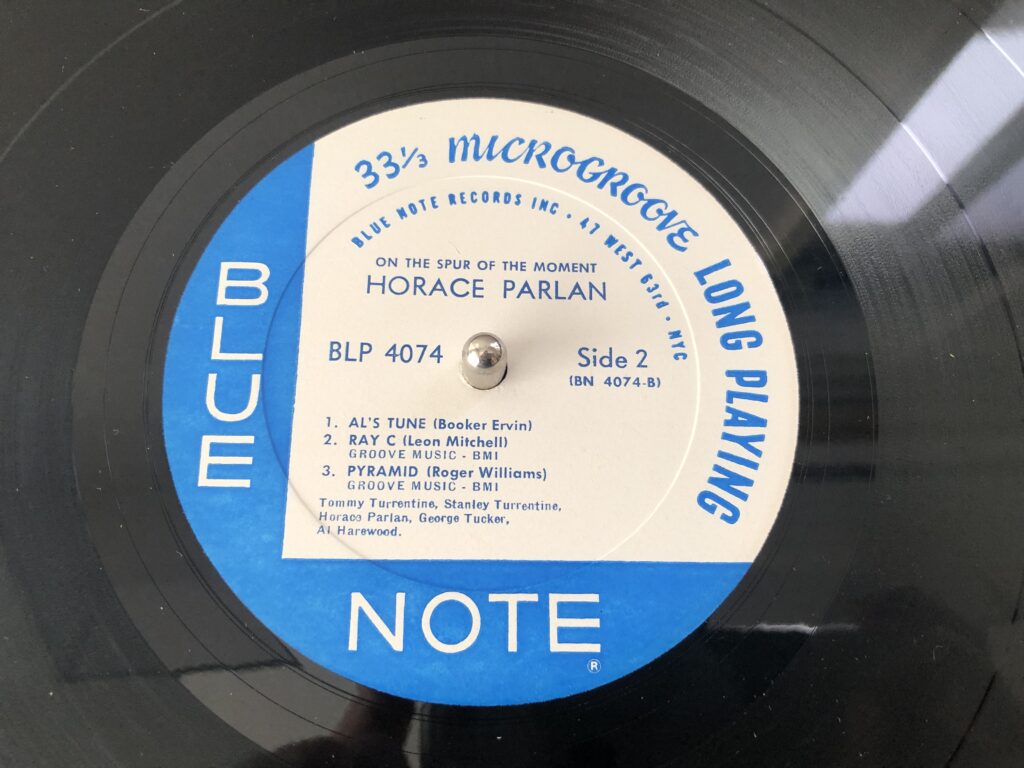 33⅓ MICROGROOVE LONG PLAYING
BLUE NOTE RECORDS INC • 47 WEST 63rd • NYC
ON THE SPUR OF THE MOMENT
HORACE PARLAN
BLP 4074
Side 2
(BN 4074-B)
1. AL'S TUNE (Booker Ervin)
2. RAY C (Leon Mitchell)
GROOVE MUSIC - BMI
3. PYRAMID (Roger Williams)
GROOVE MUSIC - BMI
Tommy Turrentine, Stanley Turrentine,
Horace Parlan, George Tucker,
Al Harewood.
BLUE
NOTE
®